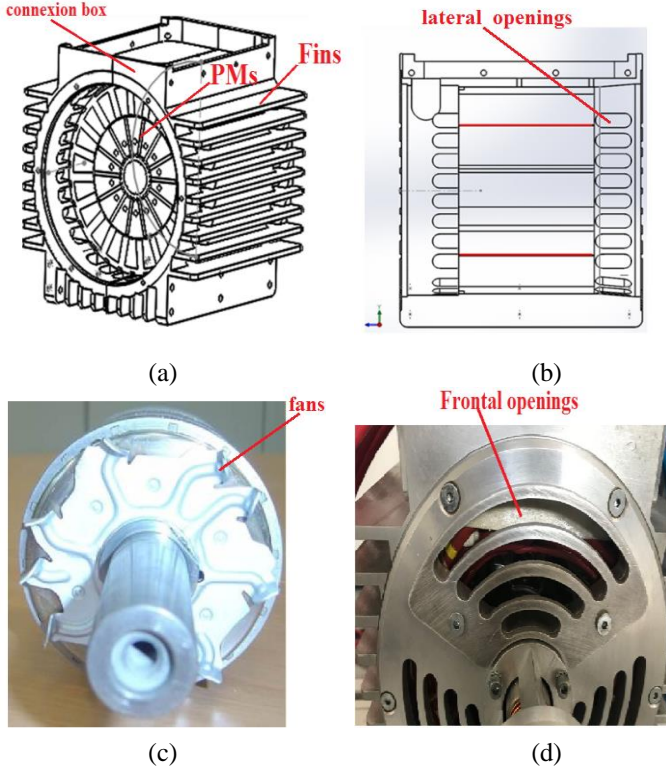 connexion box
PMs
Fins
lateral openings
(a)
(b)
fans
Frontal openings
(c)
(d)